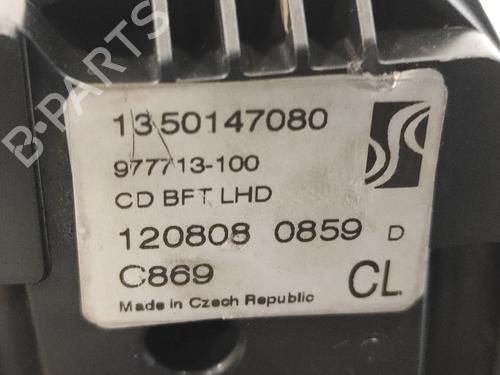 B-PARTS
1350147080
977713-100
CD BFT LHD
120808 0859 D
C869 CL
Made in Czech Republic